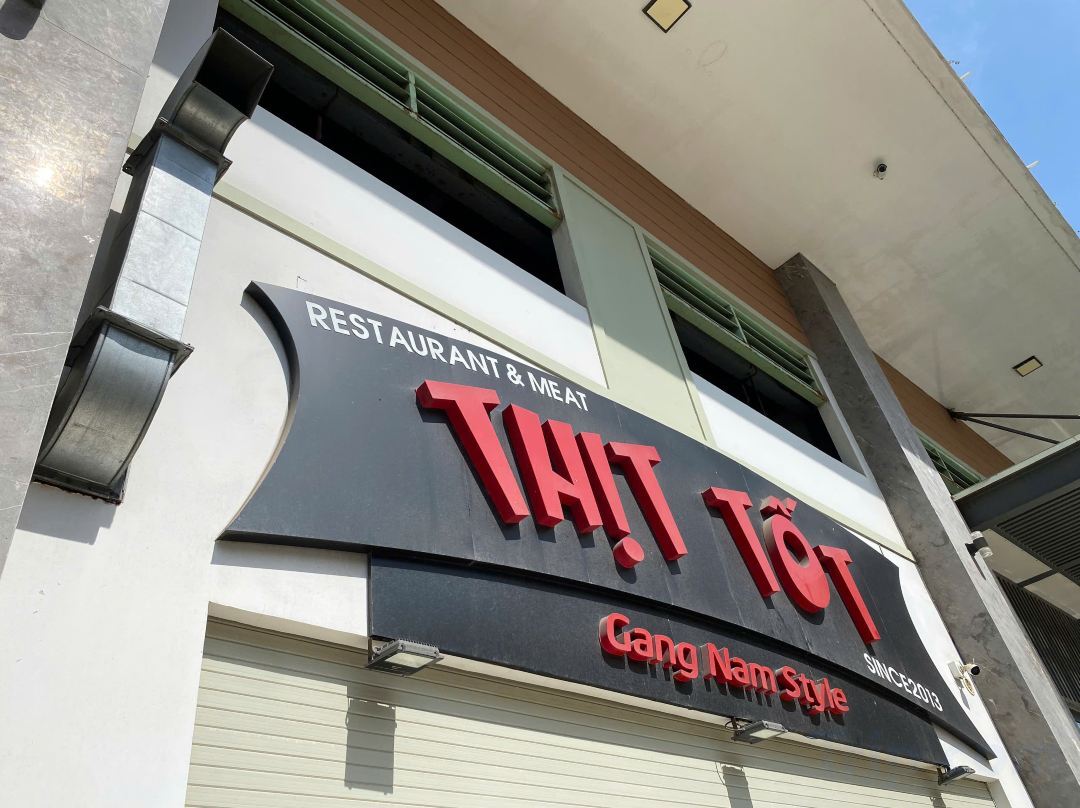 RESTAURANT & MEAT
THỊT TỐT
Gang Nam Style
SINCE2013